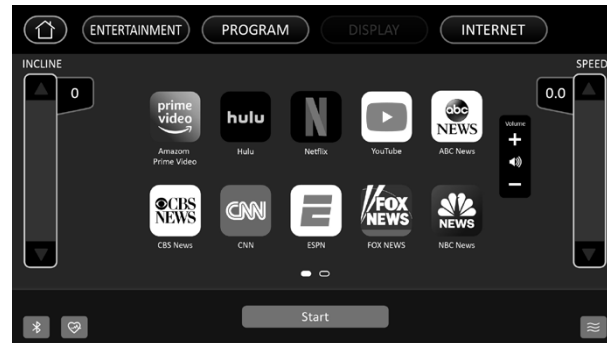 ENTERTAINMENT
PROGRAM
DISPLAY
INTERNET
INCLINE
SPEED
0
0.0
prime
video
hulu
N
abc
NEWS
Volume
+
−
Amazom
Prime Video
Hulu
Netflix
YouTube
ABC News
CBS
NEWS
CNN
E
FOX
NEWS
NEWS
CBS News
CNN
ESPN
FOX NEWS
NBC News
Start